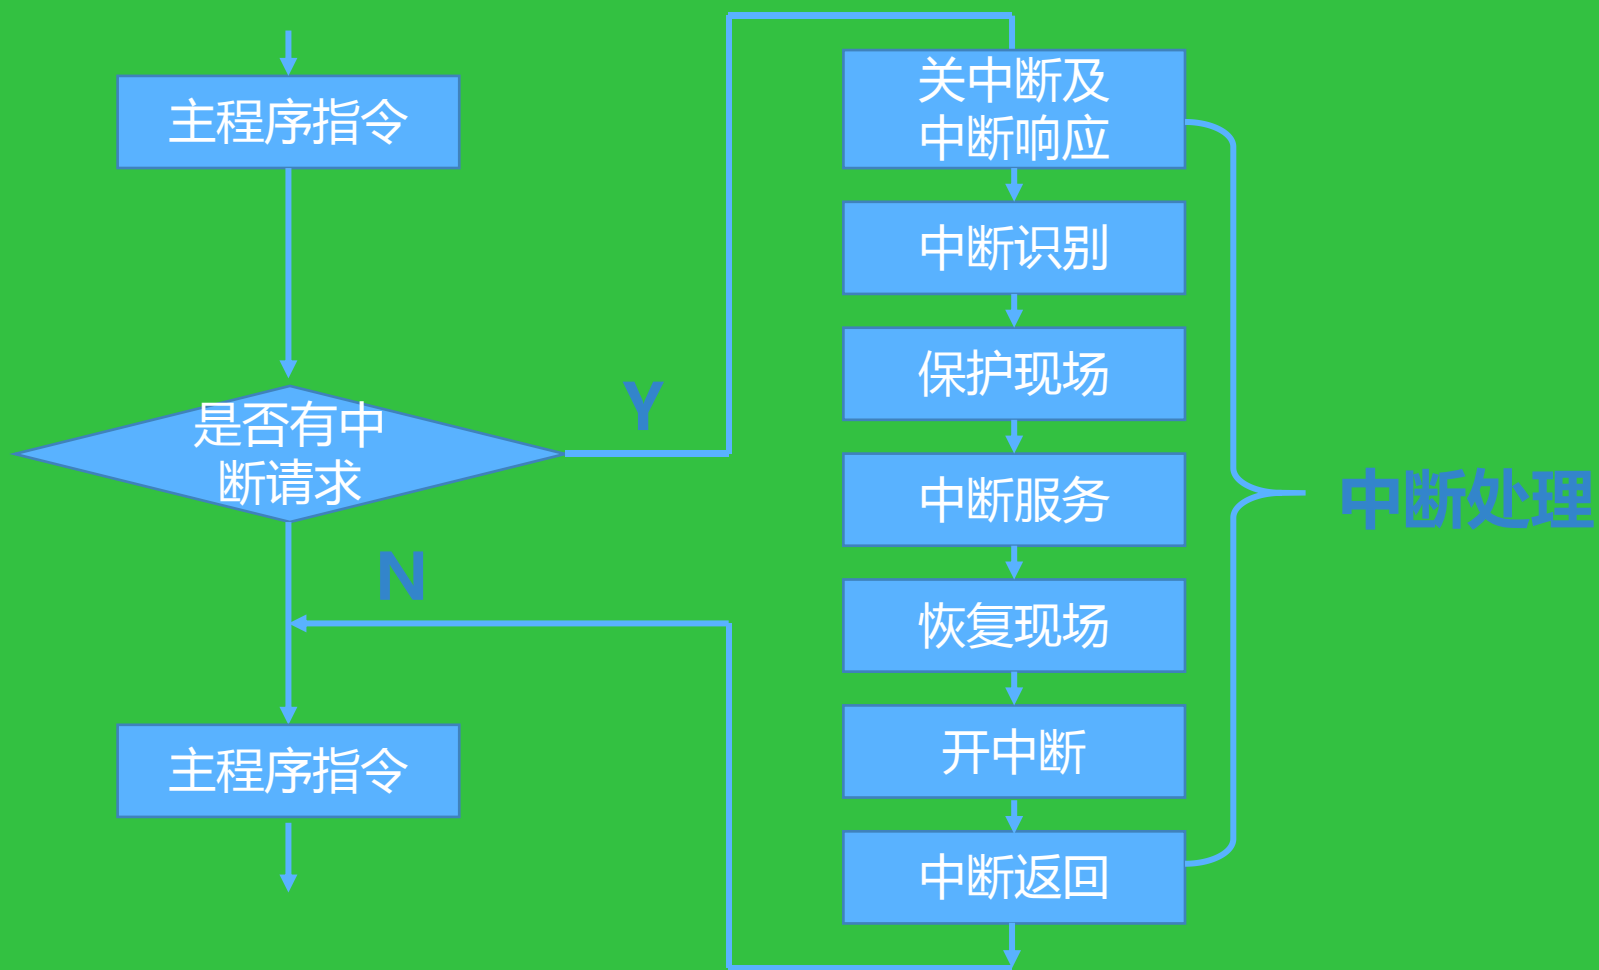 主程序指令
是否有中
断请求
Y
N
主程序指令
关中断及
中断响应
中断识别
保护现场
中断服务
恢复现场
开中断
中断返回
中断处理